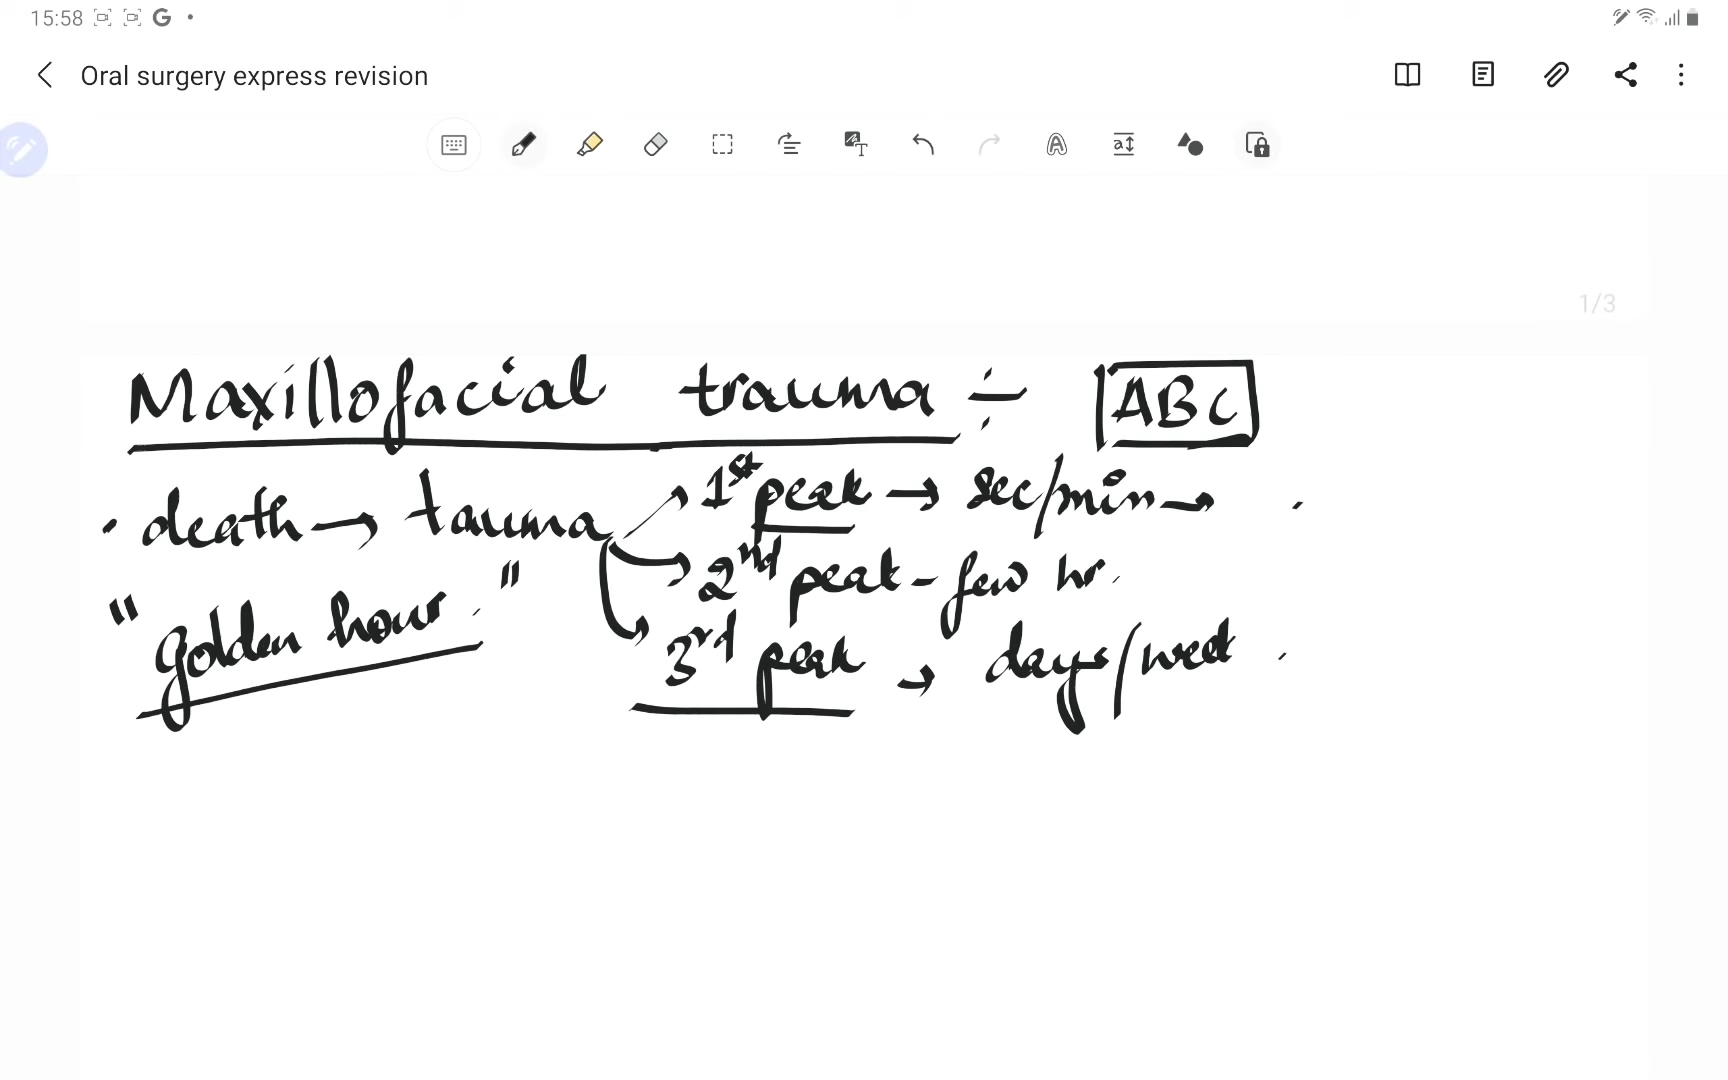 15:58
Oral surgery express revision
1/3
Maxillofacial trauma ÷ ABC
• death → tauma → 1st peak → sec/min →
2nd peak - few hr.
"golden hour."
3rd peak → days/week.